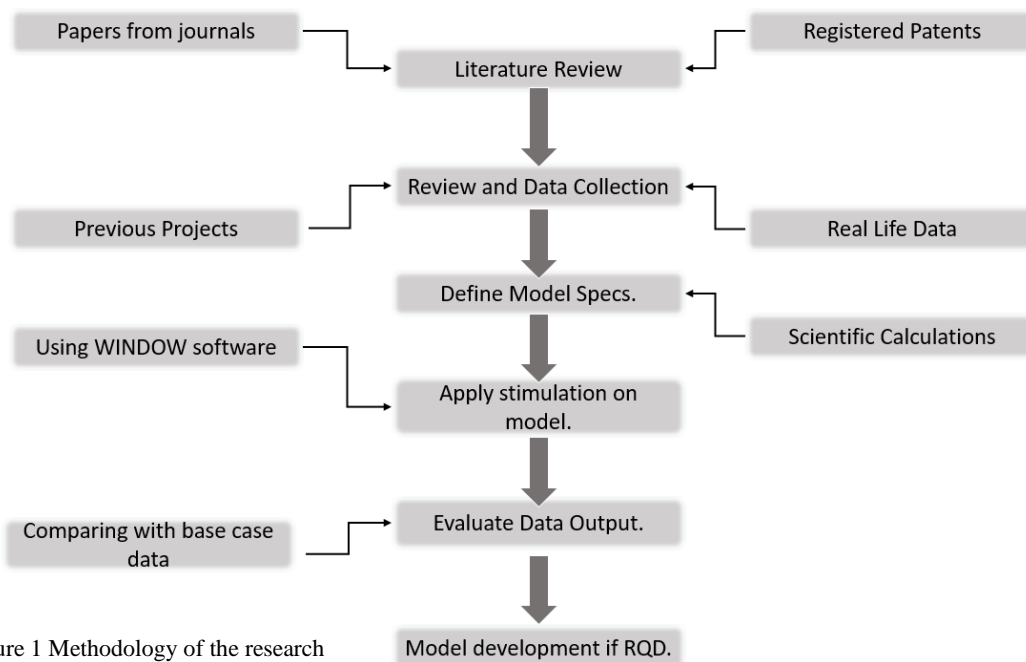 Papers from journals
Registered Patents
Literature Review
Review and Data Collection
Previous Projects
Real Life Data
Define Model Specs.
Using WINDOW software
Scientific Calculations
Apply stimulation on
model.
Comparing with base case
data
Evaluate Data Output.
ure 1 Methodology of the research
Model development if RQD.